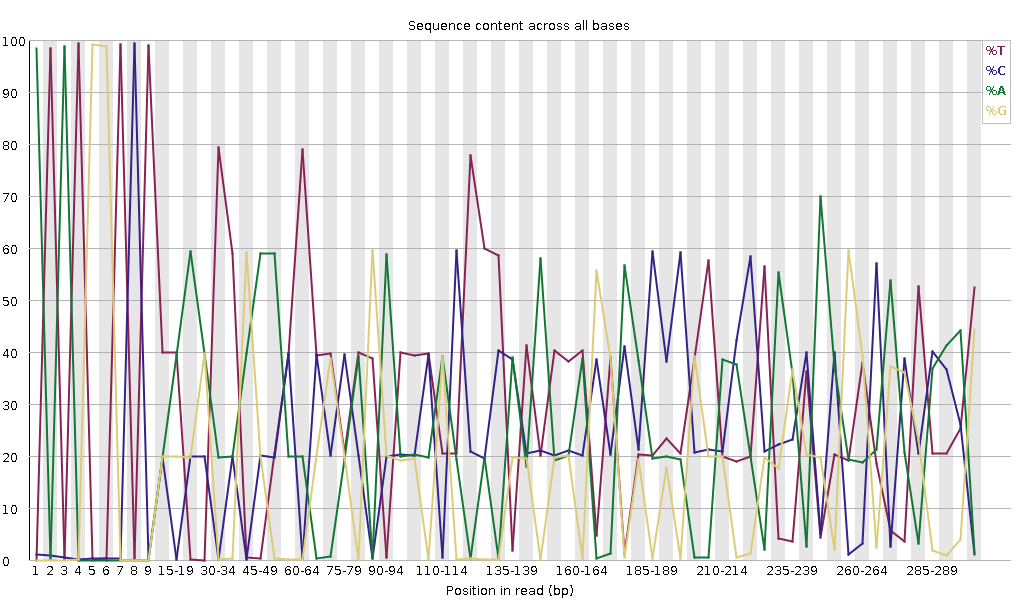 Sequence content across all bases
100
90
80
70
60
50
40
30
20
10
0
%T
%C
%A
%G
1 2 3 4 5 6 7 8 9 15-19 30-34 45-49 60-64 75-79 90-94 110-114 135-139 160-164 185-189 210-214 235-239 260-264 285-289
Position in read (bp)